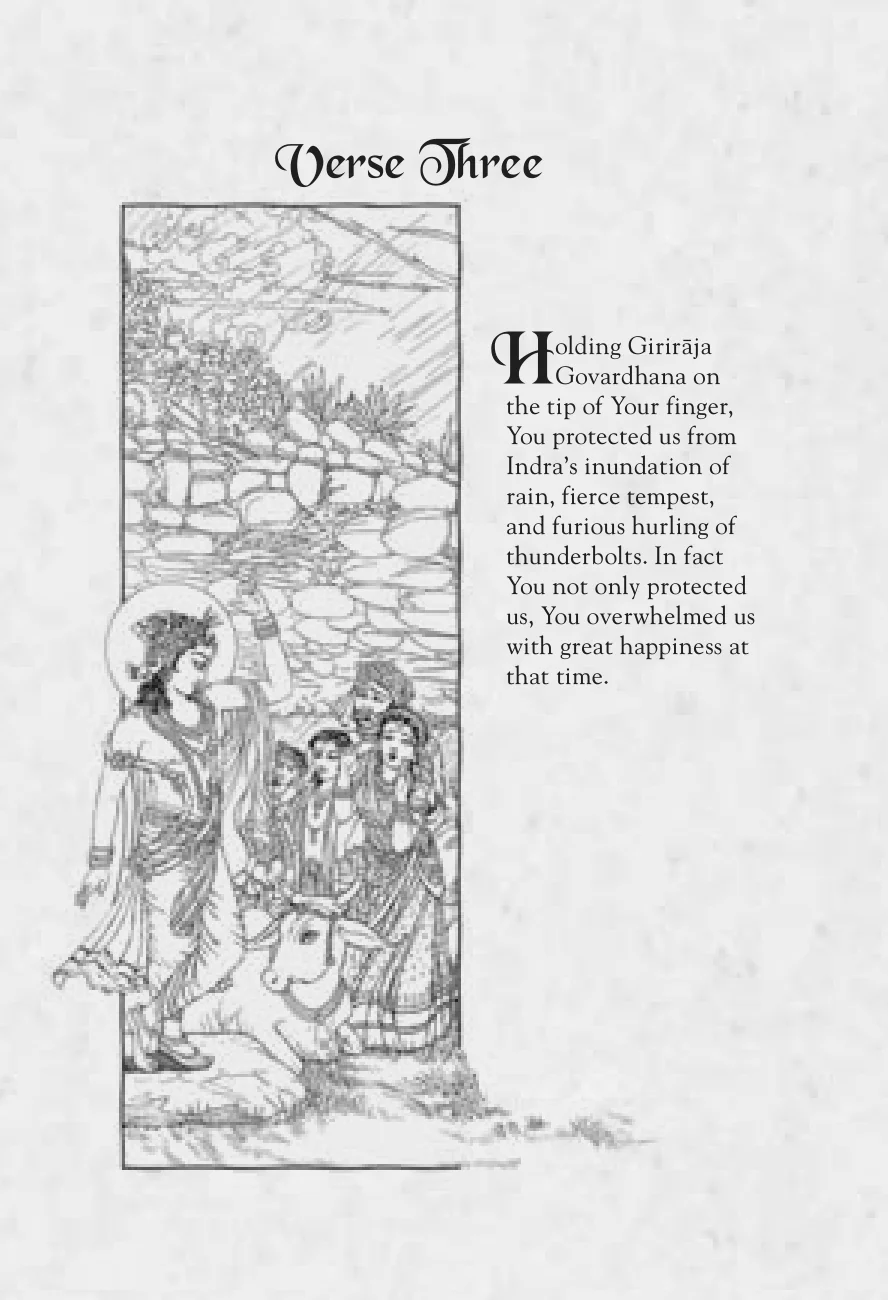 Verse Three
Holding Girirāja
Govardhana on
the tip of Your finger,
You protected us from
Indra’s inundation of
rain, fierce tempest,
and furious hurling of
thunderbolts. In fact
You not only protected
us, You overwhelmed us
with great happiness at
that time.